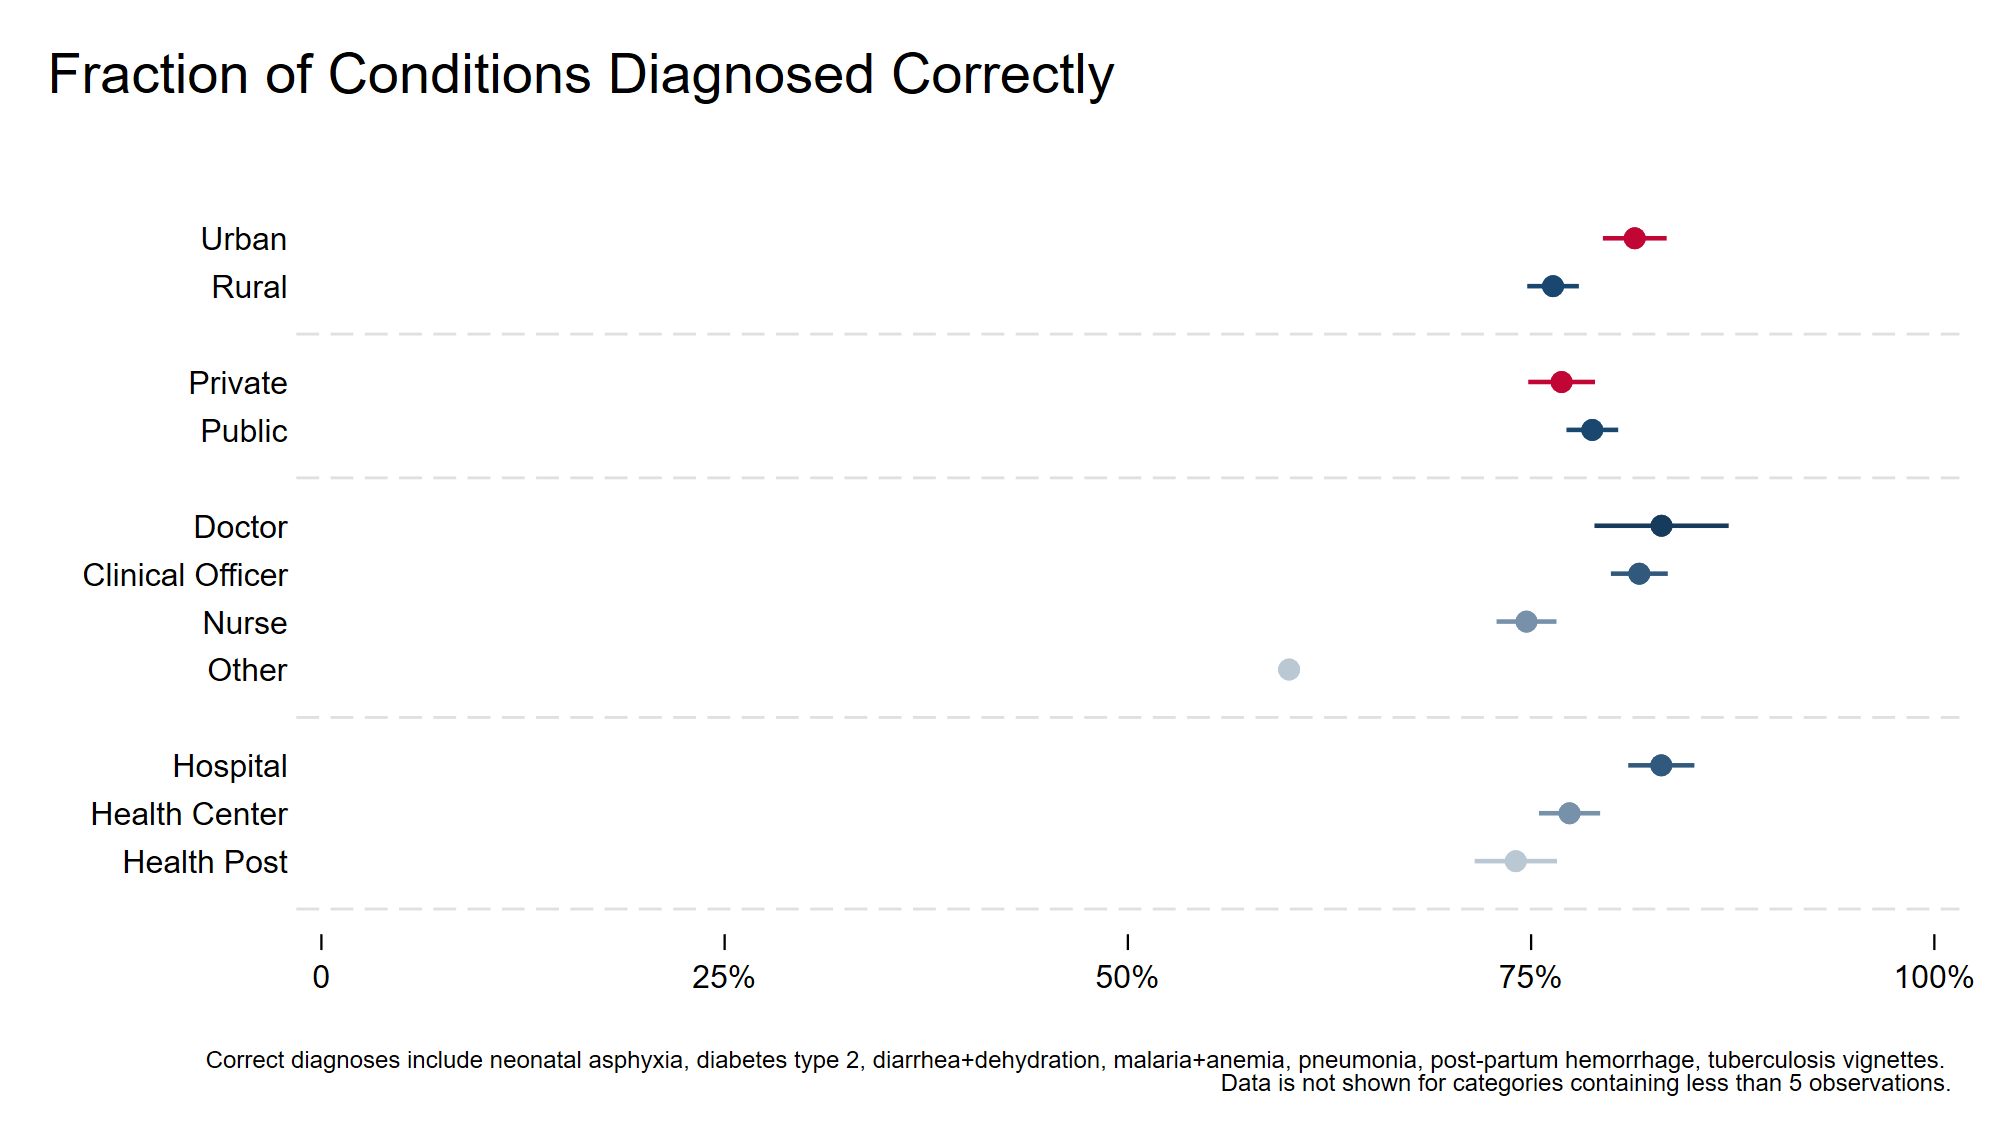 Fraction of Conditions Diagnosed Correctly
Urban
Rural
Private
Public
Doctor
Clinical Officer
Nurse
Other
Hospital
Health Center
Health Post
0 25% 50% 75% 100%
Correct diagnoses include neonatal asphyxia, diabetes type 2, diarrhea+dehydration, malaria+anemia, pneumonia, post-partum hemorrhage, tuberculosis vignettes.
Data is not shown for categories containing less than 5 observations.